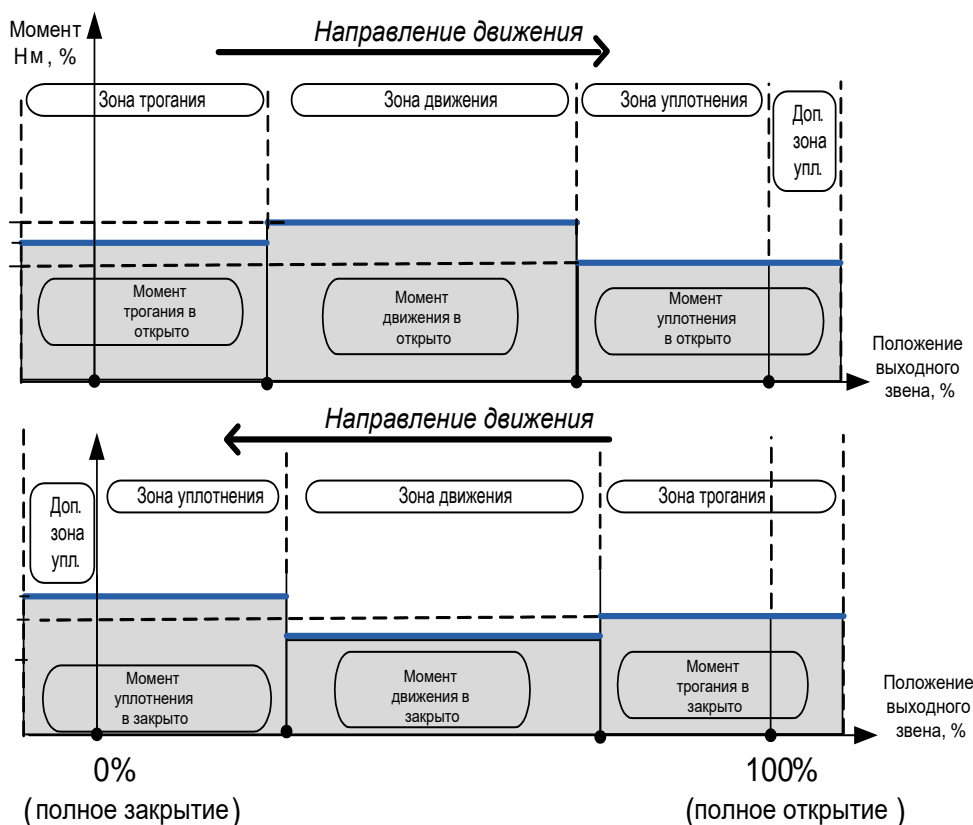 Момент
Нм, %
Направление движения
Зона трогания
Зона движения
Зона уплотнения
Доп.
зона
упл.
Момент
трогания в
открыто
Момент
движения в
открыто
Момент
уплотнения
в открыто
Положение
выходного
звена, %
Направление движения
Доп.
зона
упл.
Зона уплотнения
Зона движения
Зона трогания
Момент
уплотнения
в закрыто
Момент
движения в
закрыто
Момент
трогания в
закрыто
Положение
выходного
звена, %
0%
(полное закрытие)
100%
(полное открытие )